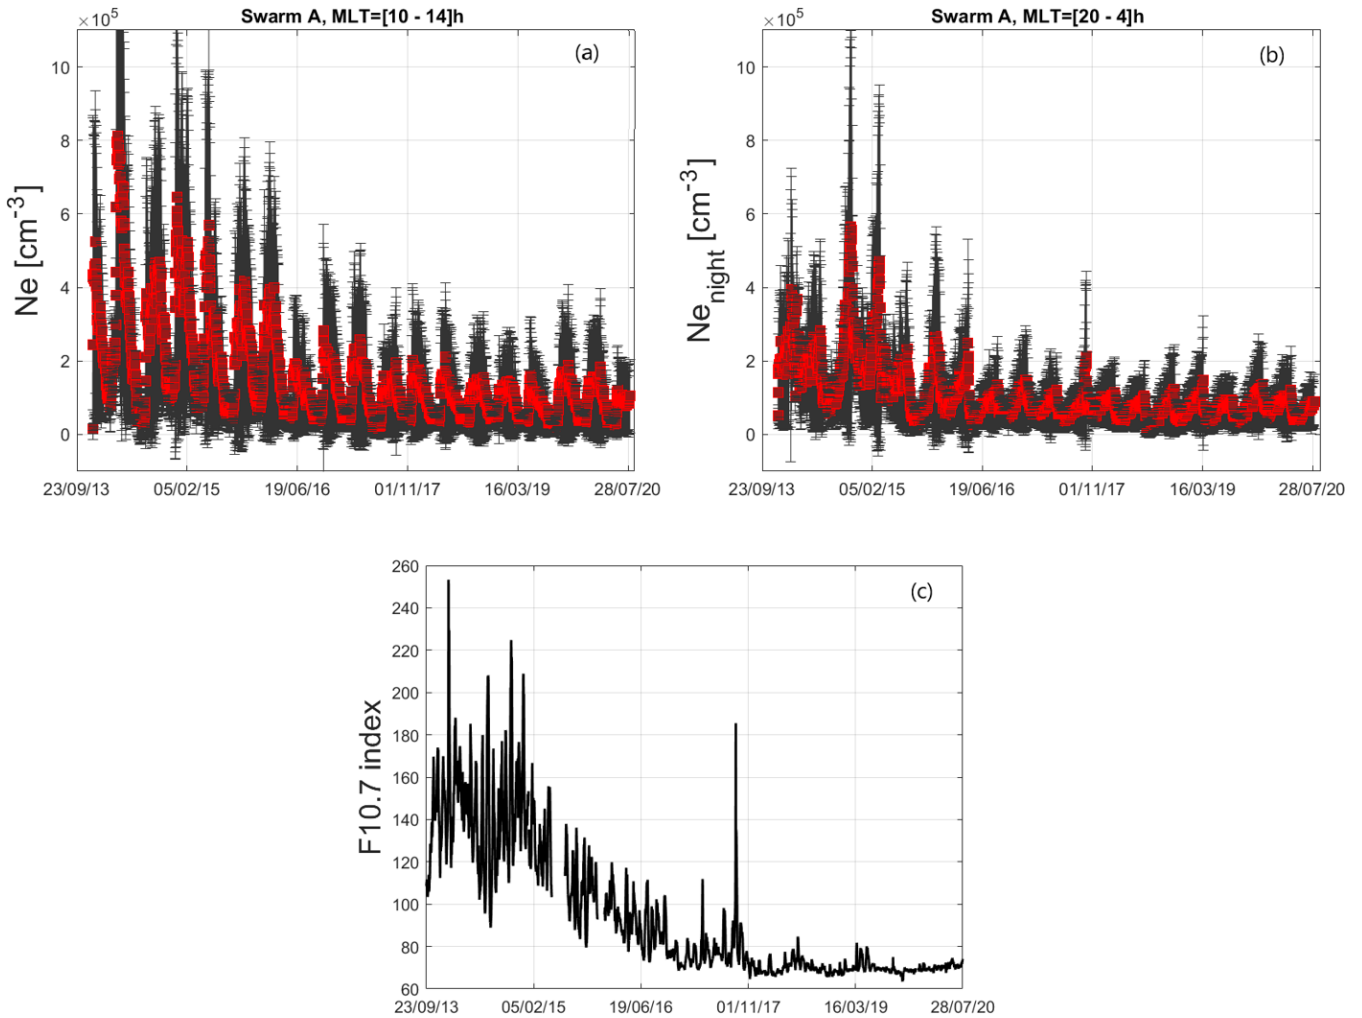 Swarm A, MLT=[10 - 14]h
×10⁵
(a)
10
8
6
4
2
0
Ne [cm⁻³]
23/09/13 05/02/15 19/06/16 01/11/17 16/03/19 28/07/20
Swarm A, MLT=[20 - 4]h
×10⁵
(b)
10
8
6
4
2
0
Ne_night [cm⁻³]
23/09/13 05/02/15 19/06/16 01/11/17 16/03/19 28/07/20
(c)
260
240
220
200
180
160
140
120
100
80
60
F10.7 index
23/09/13 05/02/15 19/06/16 01/11/17 16/03/19 28/07/20